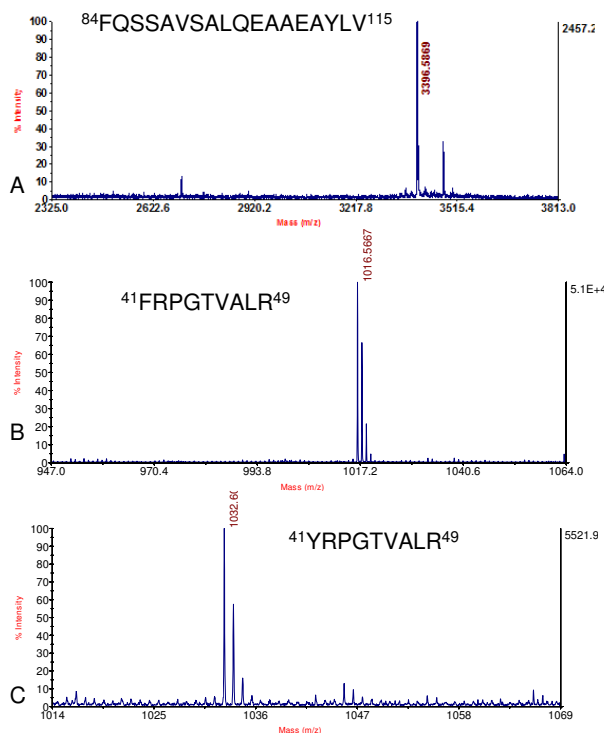 ⁸⁴FQSSAVSALQEAAEAYLV¹¹⁵
100
2457.2
90
80
70
60
50
40
30
20
10
0
% Intensity
3396.5869
A
2325.0 2622.6 2920.2 3217.8 3515.4 3813.0
Mass (m/z)
1016.5667
⁴¹FRPGTVALR⁴⁹
100
5.1E+4
90
80
70
60
50
40
30
20
10
0
% Intensity
B
947.0 970.4 993.8 1017.2 1040.6 1064.0
Mass (m/z)
1032.60
⁴¹YRPGTVALR⁴⁹
100
5521.9
90
80
70
60
50
40
30
20
10
0
% Intensity
C
1014 1025 1036 1047 1058 1069
Mass (m/z)